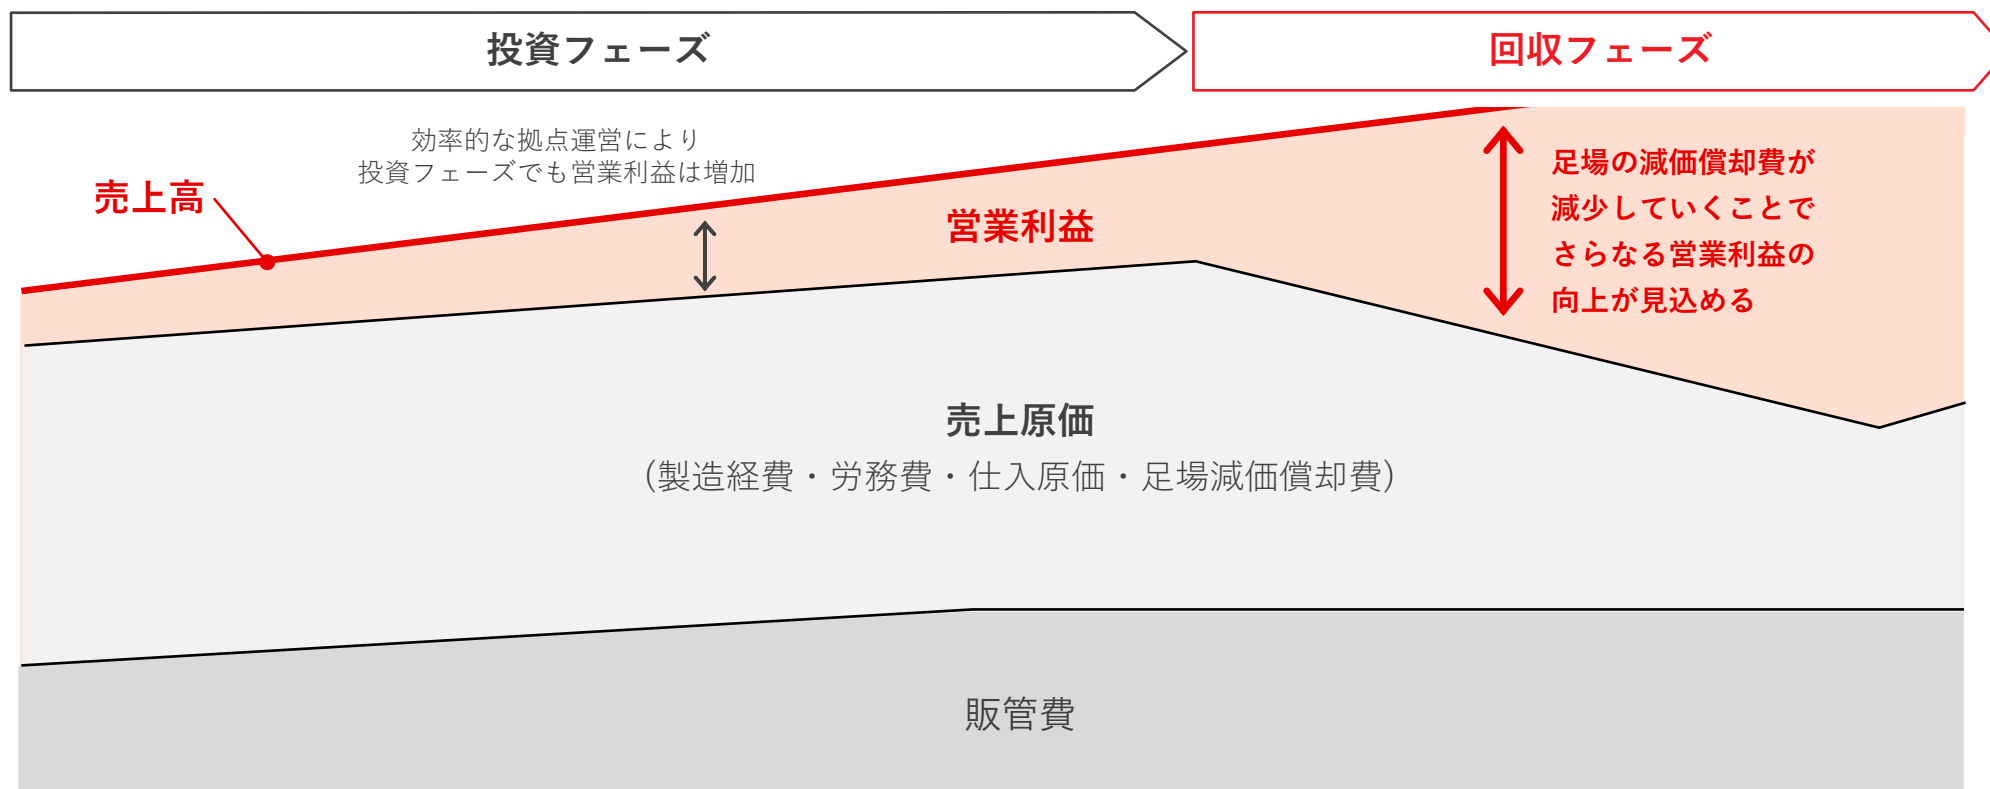 投資フェーズ
回収フェーズ
効率的な拠点運営により
投資フェーズでも営業利益は増加
売上高
営業利益
足場の減価償却費が
減少していくことで
さらなる営業利益の
向上が見込める
売上原価
(製造経費・労務費・仕入原価・足場減価償却費)
販管費